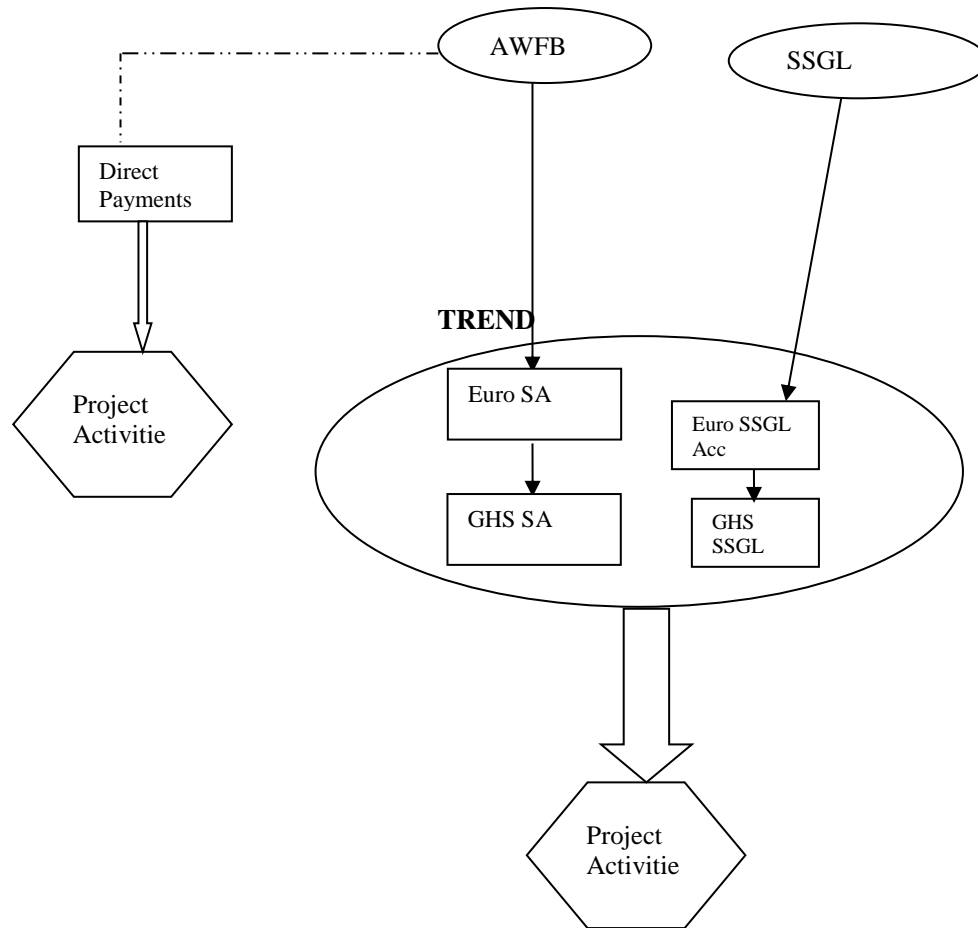 AWFB
SSGL
Direct
Payments
TREND
Project
Activitie
Euro SA
Euro SSGL
Acc
GHS SA
GHS
SSGL
Project
Activitie